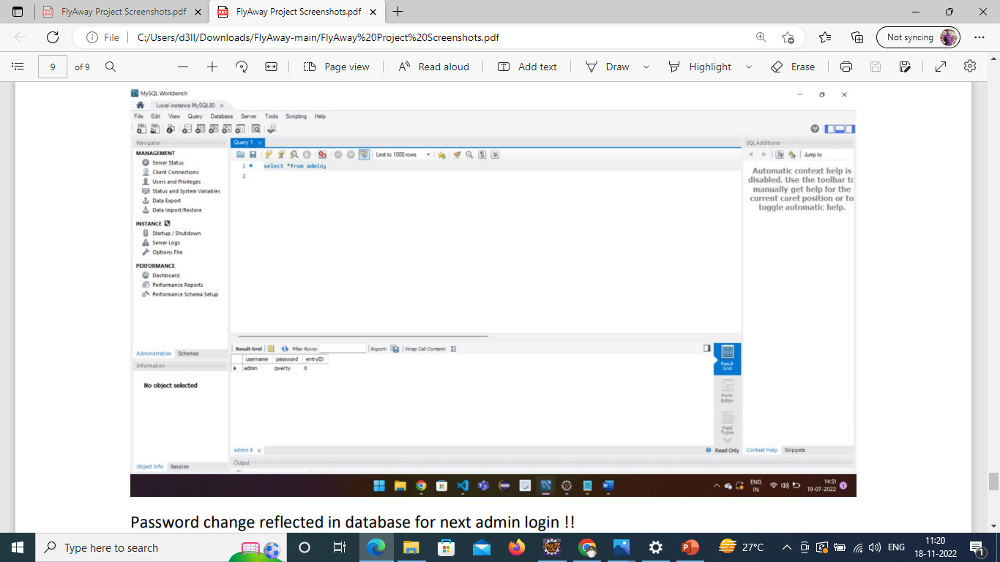 FlyAway Project Screenshots.pdf
FlyAway Project Screenshots.pdf
File
C:/Users/d3ll/Downloads/FlyAway-main/FlyAway%20Project%20Screenshots.pdf
Not syncing
9 of 9
Page view
Read aloud
Add text
Draw
Highlight
Erase
MySQL Workbench
Local instance MySQL80
File Edit View Query Database Server Tools Scripting Help
Navigator
MANAGEMENT
Server Status
Client Connections
Users and Privileges
Status and System Variables
Data Export
Data Import/Restore
INSTANCE
Startup / Shutdown
Server Logs
Options File
PERFORMANCE
Dashboard
Performance Reports
Performance Schema Setup
Administration Schemas
Information
No object selected
Object Info Session
Query 1
Limit to 1000 rows
1 select *from admin;
2
Result Grid Filter Rows: Export: Wrap Cell Content:
username password entryID
admin qwerty 0
Result Grid
Form Editor
Field Types
admin 8
Read Only
Output
SQLAdditions
Jump to
Automatic context help is
disabled. Use the toolbar to
manually get help for the
current caret position or to
toggle automatic help.
Context Help Snippets
ENG
IN
14:51
19-07-2022
1
Password change reflected in database for next admin login !!
Type here to search
27°C
ENG
11:20
18-11-2022
1